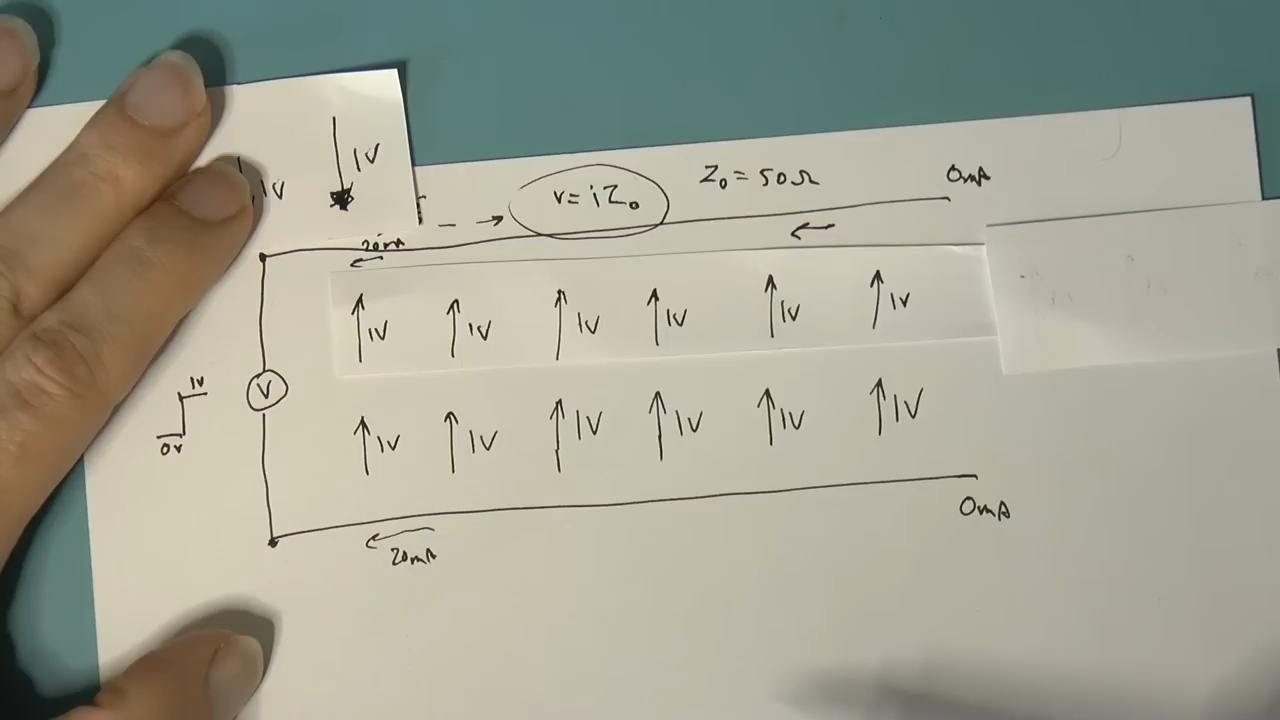 1V
1V
v=iZ₀
Z₀=50Ω
0mA
20mA
1V 1V 1V 1V 1V 1V
1V
0V
V
1V 1V 1V 1V 1V 1V
0mA
20mA